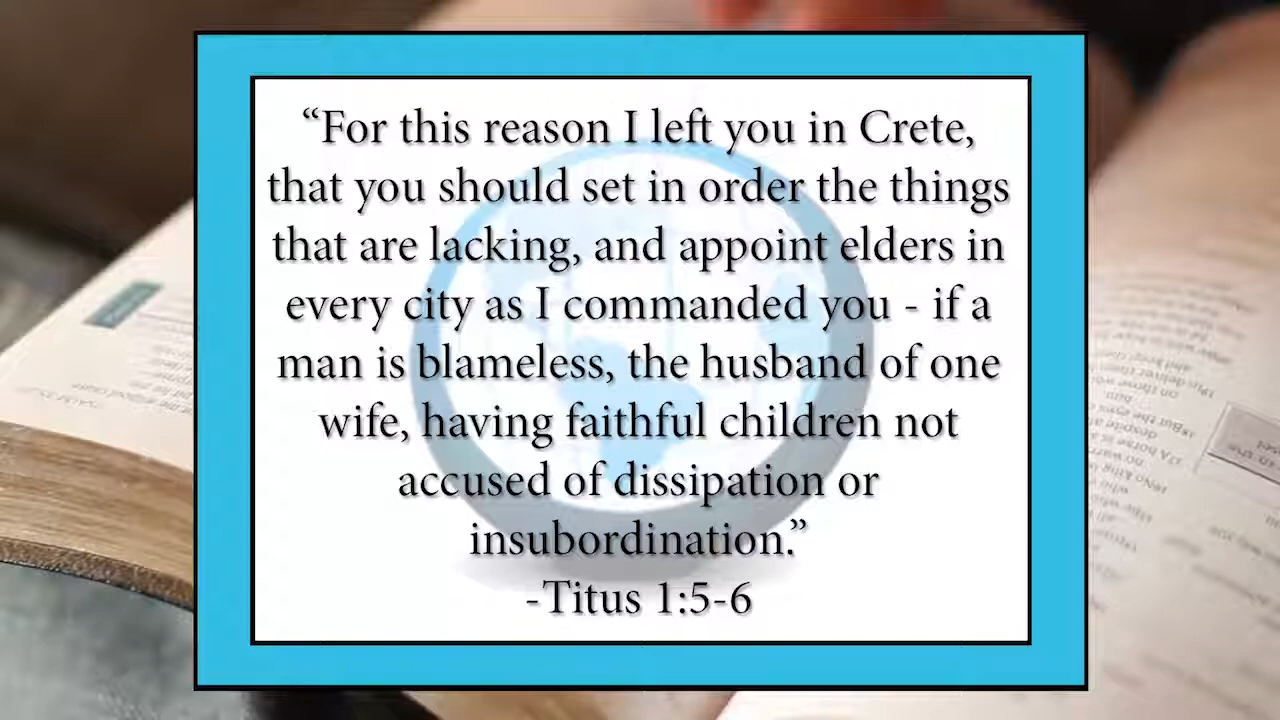 “For this reason I left you in Crete,
that you should set in order the things
that are lacking, and appoint elders in
every city as I commanded you - if a
man is blameless, the husband of one
wife, having faithful children not
accused of dissipation or
insubordination.”
-Titus 1:5-6